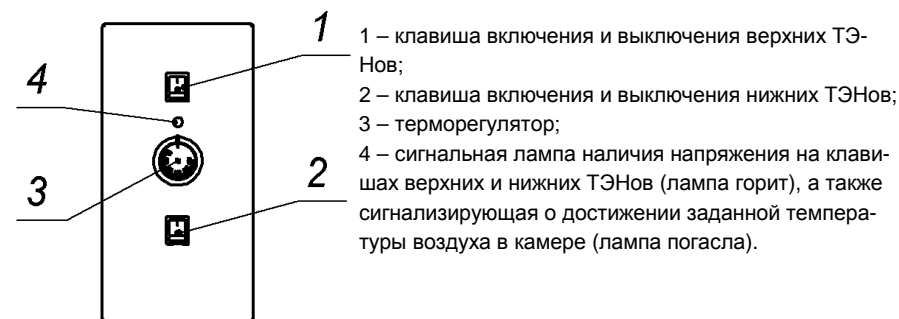 1
4
3
2
1 – клавиша включения и выключения верхних ТЭ-
Нов;
2 – клавиша включения и выключения нижних ТЭНов;
3 – терморегулятор;
4 – сигнальная лампа наличия напряжения на клави-
шах верхних и нижних ТЭНов (лампа горит), а также
сигнализирующая о достижении заданной темпера-
туры воздуха в камере (лампа погасла).